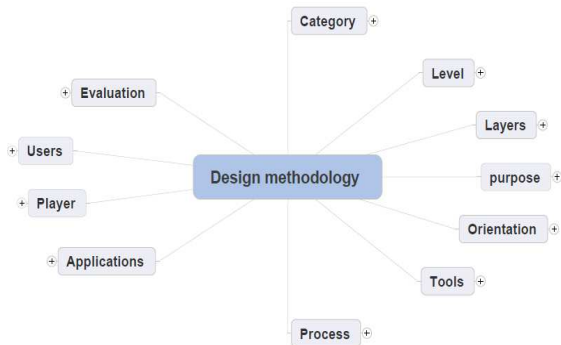 Category
Level
Evaluation
Layers
Users
Design methodology
purpose
Player
Orientation
Applications
Tools
Process